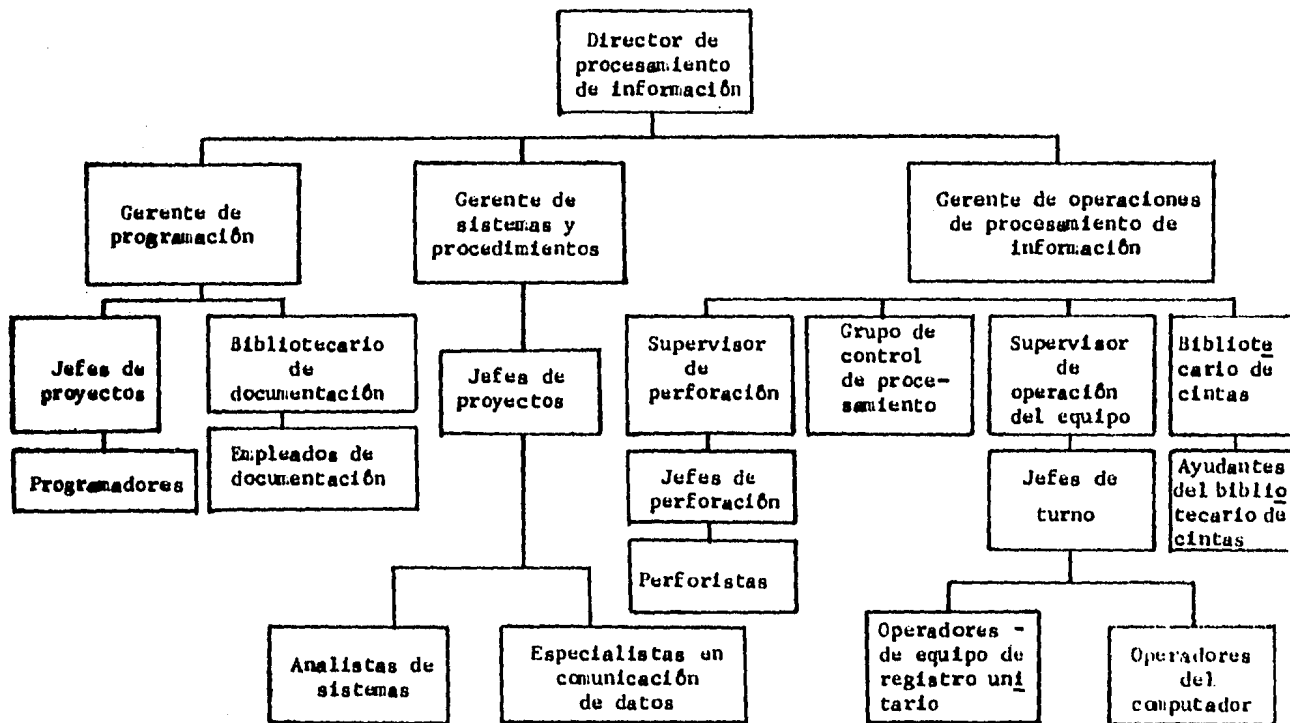 Director de
procesamiento
de información
Gerente de
programación
Gerente de
sistemas y
procedimientos
Gerente de operaciones
de procesamiento de
información
Jefes de
proyectos
Bibliotecario
de
documentación
Jefes de
proyectos
Supervisor
de
perforación
Grupo de
control
de proce-
samiento
Supervisor
de
operación
del equipo
Bibliote
cario de
cintas
Programadores
Empleados de
documentación
Jefes de
perforación
Jefes de
turno
Ayudantes
del biblio
tecario de
cintas
Perforistas
Analistas de
sistemas
Especialistas en
comunicación
de datos
Operadores -
de equipo de
registro uni
tario
Operadores
del
computador